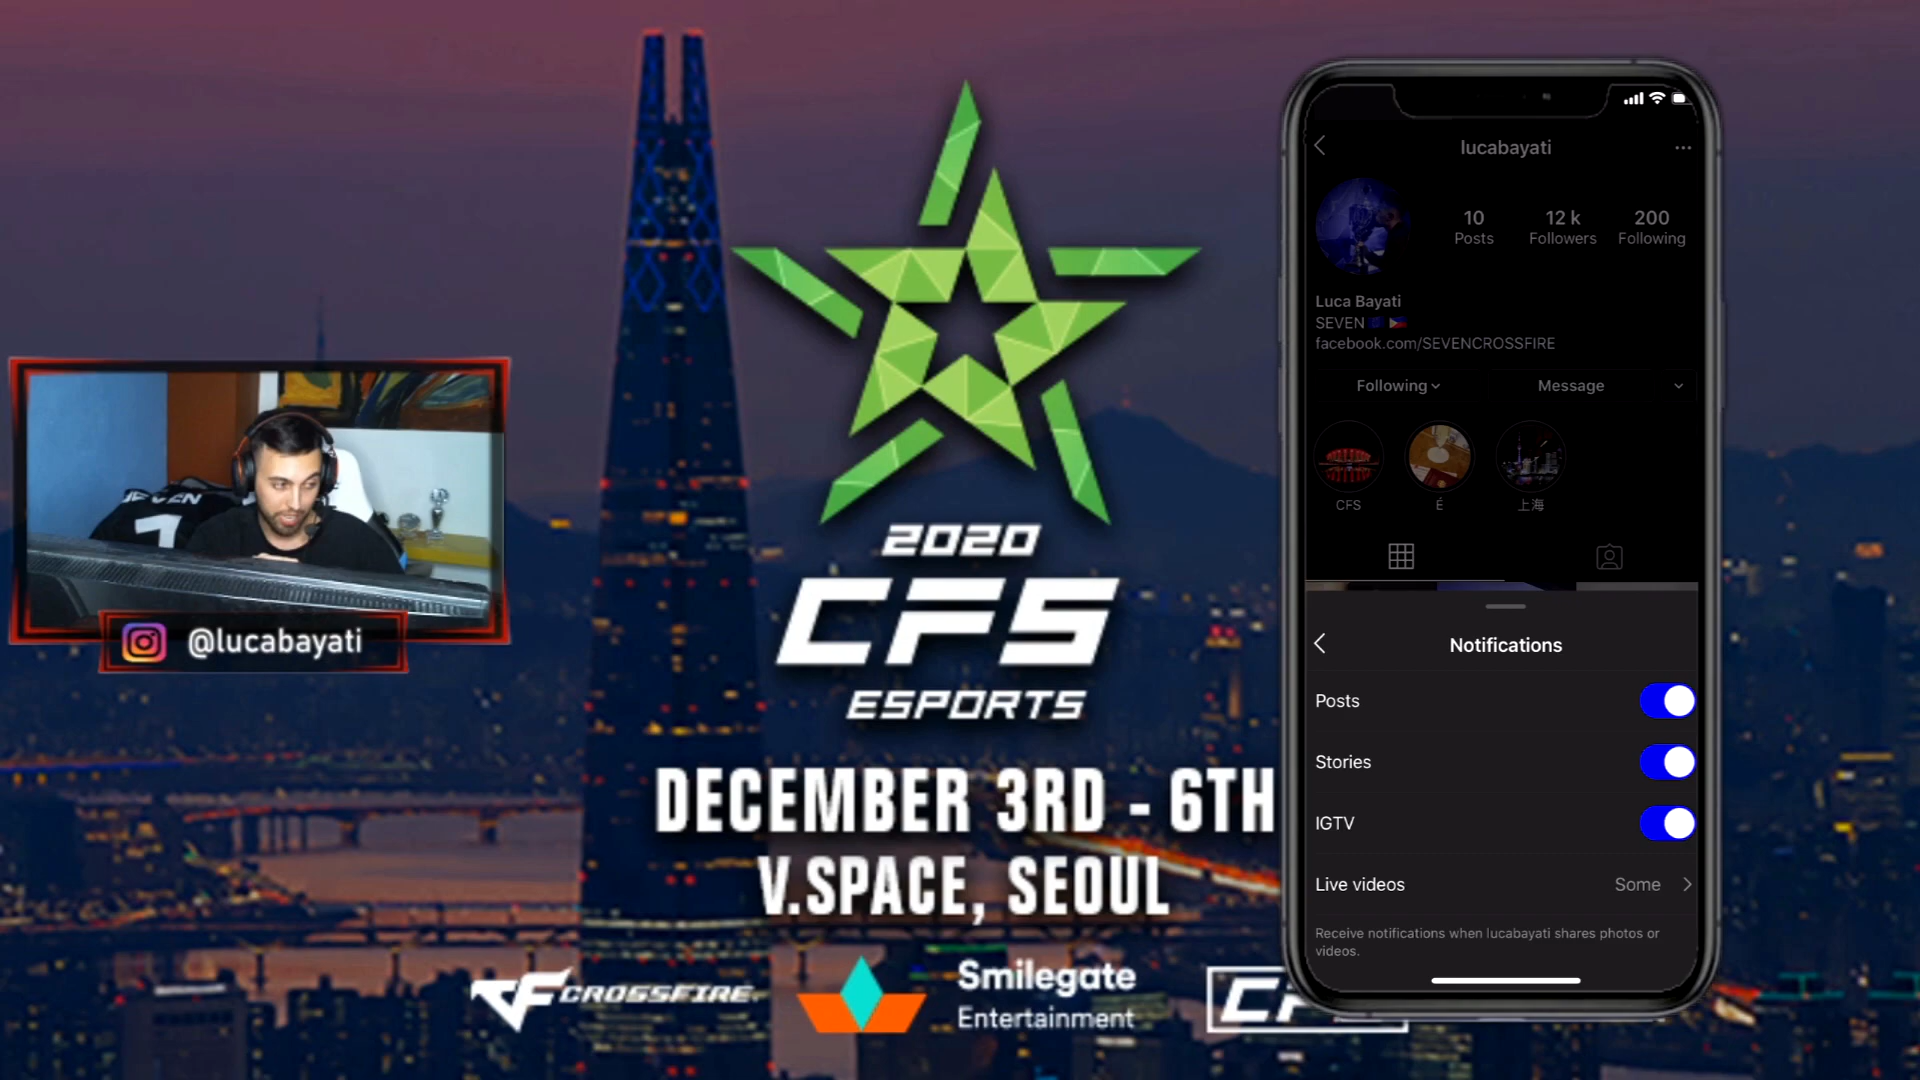 2020
CFS
ESPORTS
DECEMBER 3RD - 6TH
V.SPACE, SEOUL
CROSSFIRE
Smilegate
Entertainment
@lucabayati
lucabayati
10
Posts
12 k
Followers
200
Following
Luca Bayati
SEVEN
facebook.com/SEVENCROSSFIRE
Following
Message
CFS
É
上海
Notifications
Posts
Stories
IGTV
Live videos
Some
Receive notifications when lucabayati shares photos or
videos.